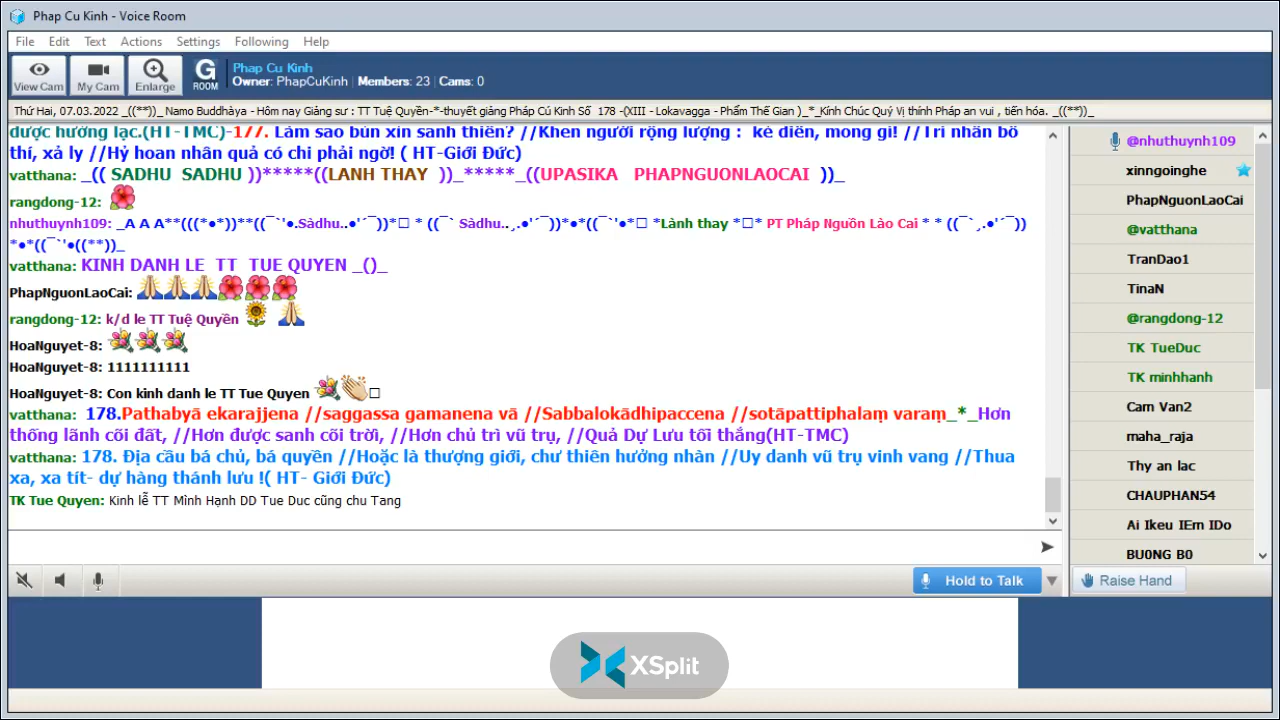 Phap Cu Kinh - Voice Room
File Edit Text Actions Settings Following Help
View Cam My Cam Enlarge G ROOM
Phap Cu Kinh
Owner: PhapCuKinh | Members: 23 | Cams: 0
Thứ Hai, 07.03.2022 _((**))_ Namo Buddhàya - Hôm nay Giảng sư : TT Tuệ Quyền-*-thuyết giảng Pháp Cú Kinh Số 178 -(XIII - Lokavagga - Phẩm Thế Gian )_*_Kính Chúc Quý Vị thính Pháp an vui , tiến hóa. _((**))_
được hưởng lạc.(HT-TMC)-177. Làm sao bủn xỉn sanh thiên? //Khen người rộng lượng : kẻ điên, mong gì! //Trí nhân bố
thí, xả ly //Hỷ hoan nhân quả có chi phải ngờ! ( HT-Giới Đức)
vatthana: _(( SADHU SADHU ))*****((LANH THAY ))_*****_((UPASIKA PHAPNGUONLAOCAI ))_
rangdong-12:
nhuthuynh109: _A A A**(((*●*))**((¯`'●.Sàdhu..●'´¯))*□ * ((¯` Sàdhu..¸.●'´¯))*●*((¯`'●*□ *Lành thay *□* PT Pháp Nguồn Lào Cai * * ((¯`¸.●'´¯))
*●*((¯`'●((**))_
vatthana: KINH DANH LE TT TUE QUYEN _()_
PhapNguonLaoCai:
rangdong-12: k/d le TT Tuệ Quyền
HoaNguyet-8:
HoaNguyet-8: 1111111111
HoaNguyet-8: Con kinh danh le TT Tue Quyen □
vatthana: 178.Pathabyā ekarajjena //saggassa gamanena vā //Sabbalokādhipaccena //sotāpattiphalaṃ varaṃ_*_Hơn
thống lãnh cõi đất, //Hơn được sanh cõi trời, //Hơn chủ trì vũ trụ, //Quả Dự Lưu tối thắng(HT-TMC)
vatthana: 178. Địa cầu bá chủ, bá quyền //Hoặc là thượng giới, chư thiên hưởng nhàn //Uy danh vũ trụ vinh vang //Thua
xa, xa tít- dự hàng thánh lưu !( HT- Giới Đức)
TK Tue Quyen: Kinh lễ TT Mình Hạnh DD Tue Duc cũng chu Tang
@nhuthuynh109
xinngoinghe
PhapNguonLaoCai
@vatthana
TranDao1
TinaN
@rangdong-12
TK TueDuc
TK minhhanh
Cam Van2
maha_raja
Thy an lac
CHAUPHAN54
Ai Ikeu IEm IDo
BU0NG B0
Hold to Talk
Raise Hand
XSplit